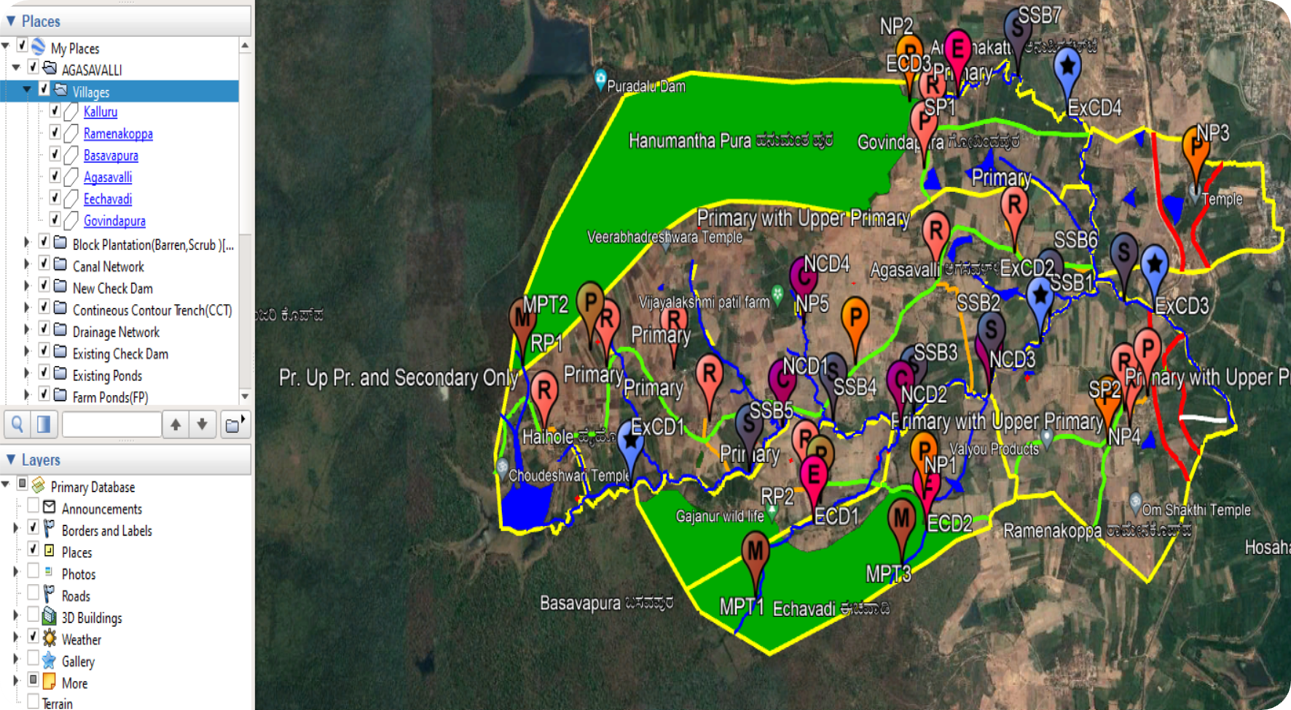 Places
My Places
AGASAVALLI
Villages
Kalluru
Ramenakoppa
Basavapura
Agasavalli
Eechavadi
Govindapura
Block Plantation(Barren,Scrub )[...
Canal Network
New Check Dam
Contineous Contour Trench(CCT)
Drainage Network
Existing Check Dam
Existing Ponds
Farm Ponds(FP)
Layers
Primary Database
Announcements
Borders and Labels
Places
Photos
Roads
3D Buildings
Weather
Gallery
More
Terrain
SSB7
NP2
E
S
P
ECD3
Primary
R
ExCD4
Puradalu Dam
SP1
P
NP3
P
Hanumantha Pura ಹನುಮಂತ ಪುರ
Govindapura ಗೋವಿಂದಪುರ
Primary
Temple
R
Primary with Upper Primary
R
Veerabhadreshwara Temple
SSB6
S
NCD4
Agasavalli
ExCD2
SSB1
ExCD3
MPT2
P
Vijayalakshmi patil farm
NP5
SSB2
M
R
R
P
S
RP1
Primary
NCD3
P
Pr. Up Pr. and Secondary Only
Primary
Primary
R
R
NCD1
SSB3
SSB4
C
NCD2
R
SP2
Primary with Upper P
SSB5
S
Primary with Upper Primary
NP4
Haihole
ExCD1
Primary
R
P
Valyou Products
NP1
Choudeshwari Temple
E
RP2
Gajanur wild life
ECD1
M
ECD2
Om Shakthi Temple
Ramenakoppa ರಾಮೇನಕೊಪ್ಪ
M
MPT3
Hosaha
Basavapura ಬಸವಪುರ
MPT1
Echavadi ಈಚವಾಡಿ